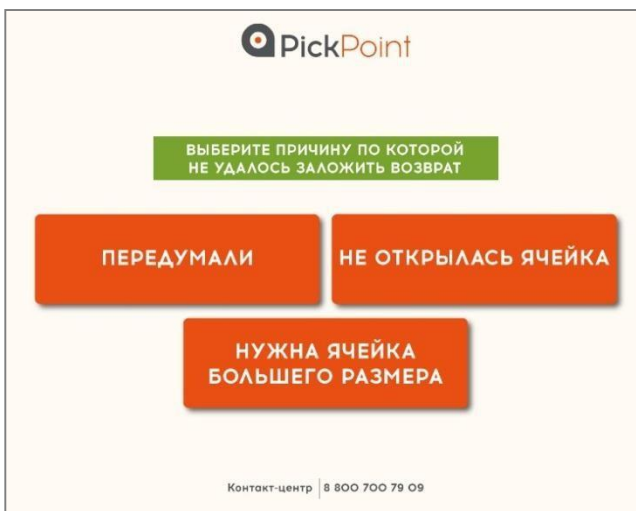 PickPoint
ВЫБЕРИТЕ ПРИЧИНУ ПО КОТОРОЙ
НЕ УДАЛОСЬ ЗАЛОЖИТЬ ВОЗВРАТ
ПЕРЕДУМАЛИ
НЕ ОТКРЫЛАСЬ ЯЧЕЙКА
НУЖНА ЯЧЕЙКА
БОЛЬШЕГО РАЗМЕРА
Контакт-центр | 8 800 700 79 09